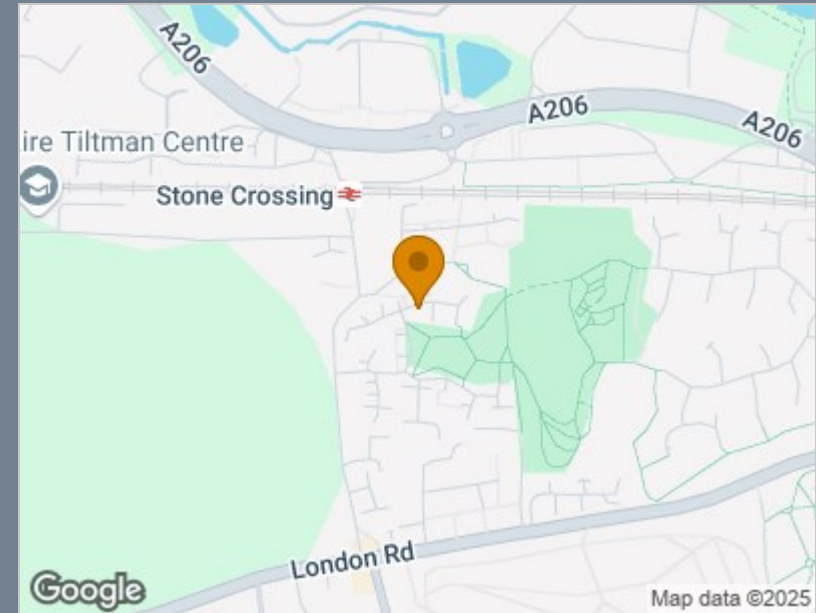 A206
A206
A206
ire Tiltman Centre
Stone Crossing
London Rd
Google
Map data ©2025